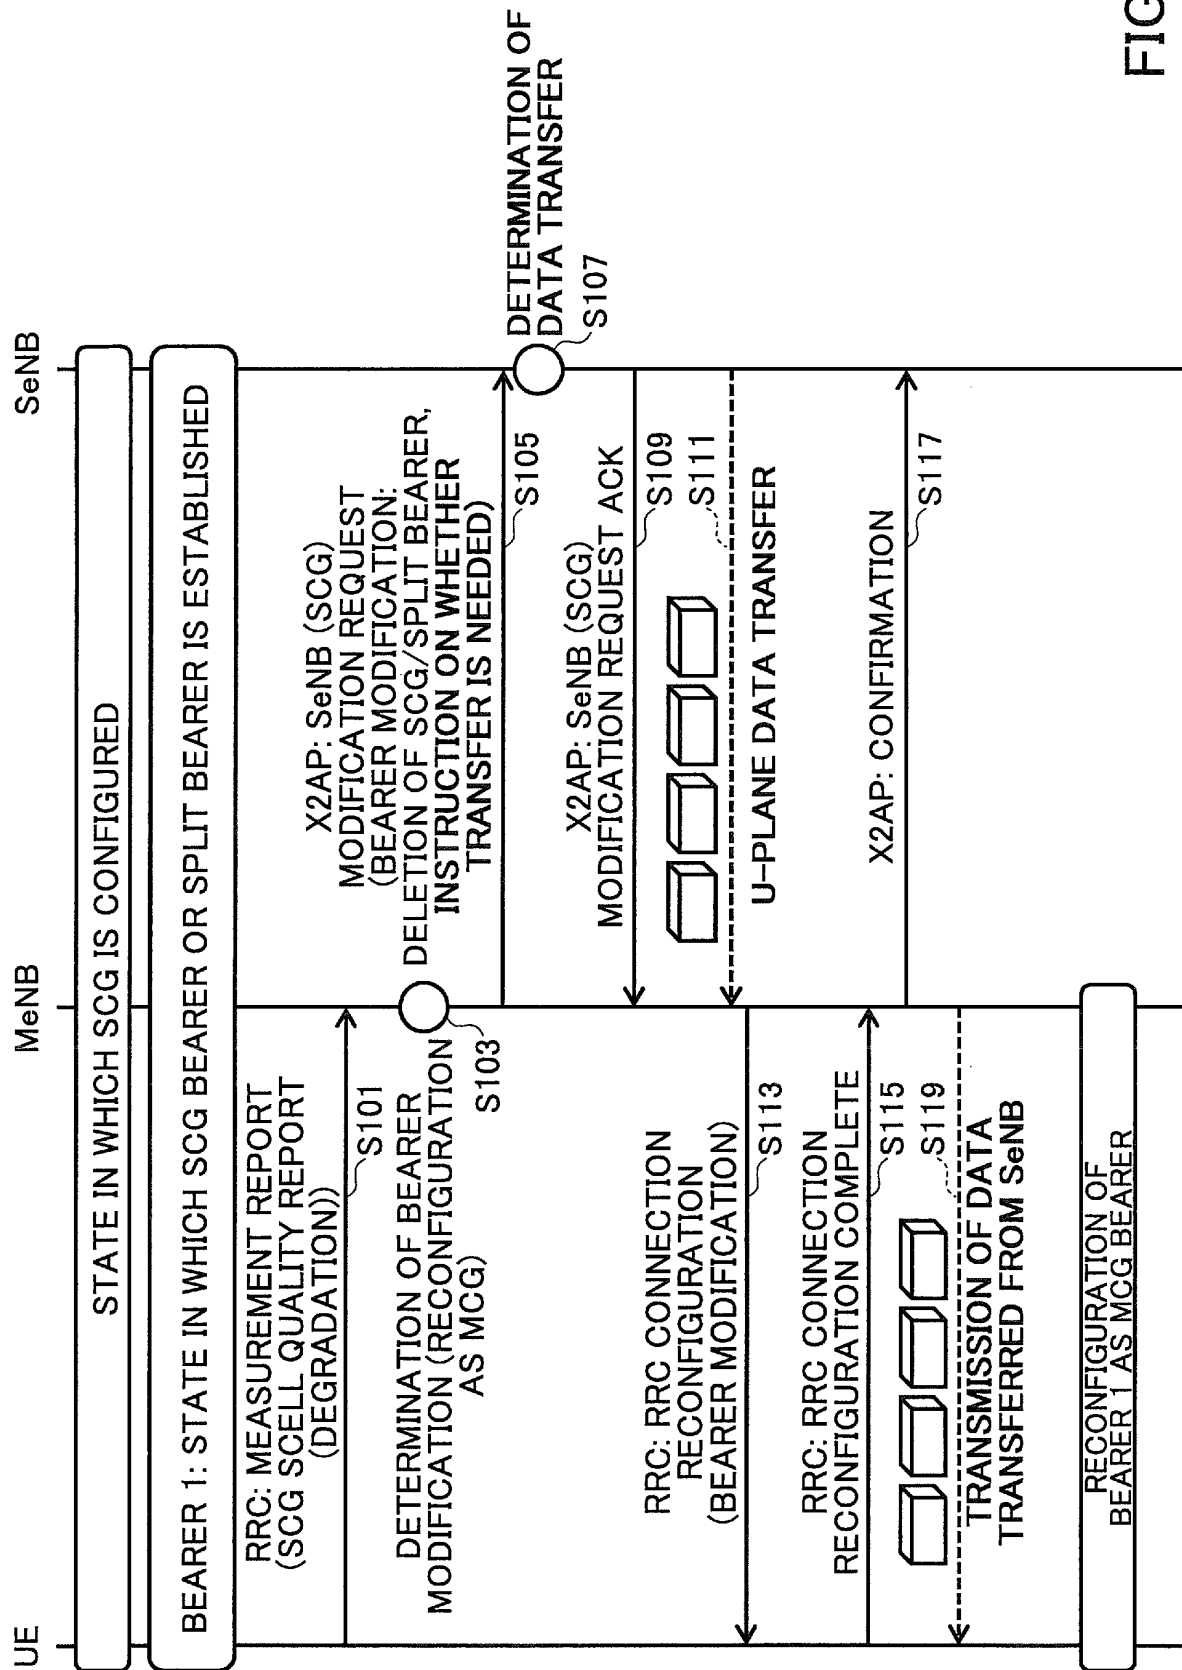 UE
MeNB
SeNB
STATE IN WHICH SCG IS CONFIGURED
BEARER 1: STATE IN WHICH SCG BEARER OR SPLIT BEARER IS ESTABLISHED
RRC: MEASUREMENT REPORT
(SCG SCELL QUALITY REPORT
(DEGRADATION))
S101
DETERMINATION OF BEARER
MODIFICATION (RECONFIGURATION
AS MCG)
S103
X2AP: SeNB (SCG)
MODIFICATION REQUEST
(BEARER MODIFICATION:
DELETION OF SCG/SPLIT BEARER,
INSTRUCTION ON WHETHER
TRANSFER IS NEEDED)
S105
DETERMINATION OF
DATA TRANSFER
S107
X2AP: SeNB (SCG)
MODIFICATION REQUEST ACK
S109
S111
U-PLANE DATA TRANSFER
RRC: RRC CONNECTION
RECONFIGURATION
(BEARER MODIFICATION)
S113
RRC: RRC CONNECTION
RECONFIGURATION COMPLETE
S115
X2AP: CONFIRMATION
S117
S119
TRANSMISSION OF DATA
TRANSFERRED FROM SeNB
RECONFIGURATION OF
BEARER 1 AS MCG BEARER
FIG